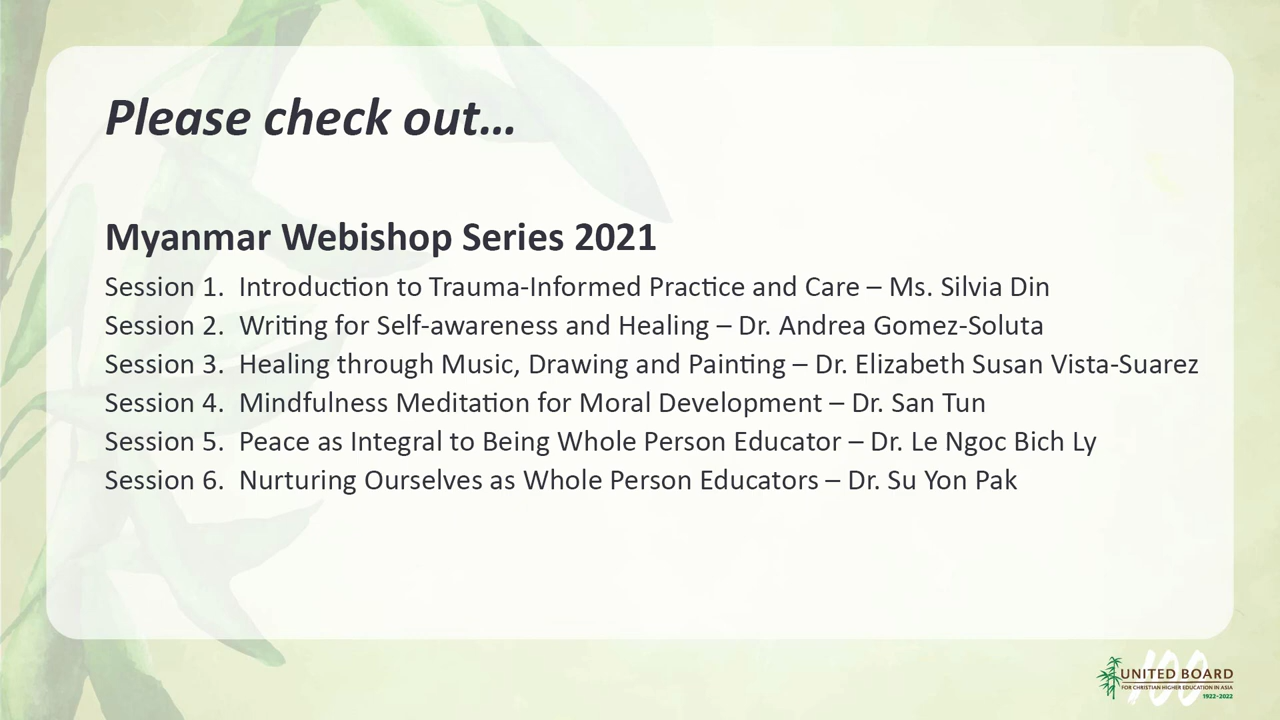 Please check out…
Myanmar Webishop Series 2021
Session 1. Introduction to Trauma-Informed Practice and Care – Ms. Silvia Din
Session 2. Writing for Self-awareness and Healing – Dr. Andrea Gomez-Soluta
Session 3. Healing through Music, Drawing and Painting – Dr. Elizabeth Susan Vista-Suarez
Session 4. Mindfulness Meditation for Moral Development – Dr. San Tun
Session 5. Peace as Integral to Being Whole Person Educator – Dr. Le Ngoc Bich Ly
Session 6. Nurturing Ourselves as Whole Person Educators – Dr. Su Yon Pak
100
UNITED BOARD
FOR CHRISTIAN HIGHER EDUCATION IN ASIA
1922-2022